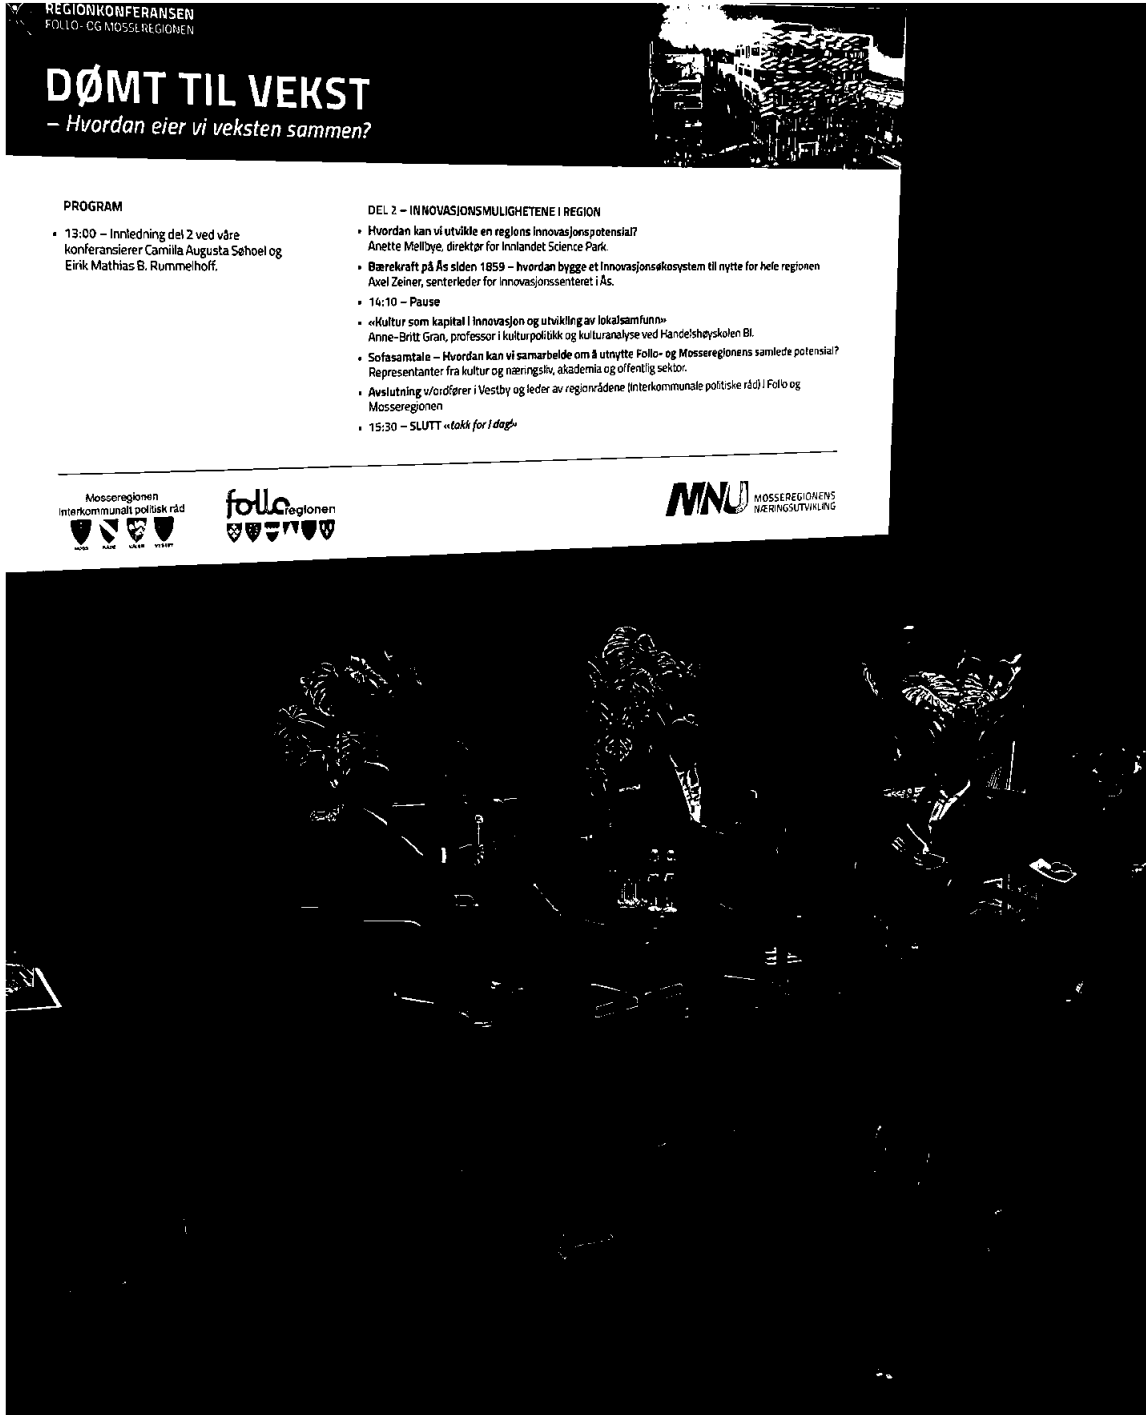 REGIONKONFERANSEN
FOLLO- OG MOSSEREGIONEN
DØMT TIL VEKST
– Hvordan eier vi veksten sammen?
PROGRAM
• 13:00 – Innledning del 2 ved våre
konferansierer Camilla Augusta Søhoel og
Eirik Mathias B. Rummelhoff.
DEL 2 – INNOVASJONSMULIGHETENE I REGION
• Hvordan kan vi utvikle en regions innovasjonspotensial?
Anette Mellbye, direktør for Innlandet Science Park.
• Bærekraft på Ås siden 1859 – hvordan bygge et innovasjonsøkosystem til nytte for hele regionen
Axel Zeiner, senterleder for innovasjonssenteret i Ås.
• 14:10 – Pause
• «Kultur som kapital i innovasjon og utvikling av lokalsamfunn»
Anne-Britt Gran, professor i kulturpolitikk og kulturanalyse ved Handelshøyskolen BI.
• Sofasamtale – Hvordan kan vi samarbeide om å utnytte Follo- og Mosseregionens samlede potensial?
Representanter fra kultur og næringsliv, akademia og offentlig sektor.
• Avslutning v/ordfører i Vestby og leder av regionrådene (Interkommunale politiske råd) i Follo og
Mosseregionen
• 15:30 – SLUTT «takk for i dag!»
Mosseregionen
Interkommunalt politisk råd
MOSS RÅDE VÅLER VESTBY
follo regionen
MNU MOSSEREGIONENS
NÆRINGSUTVIKLING